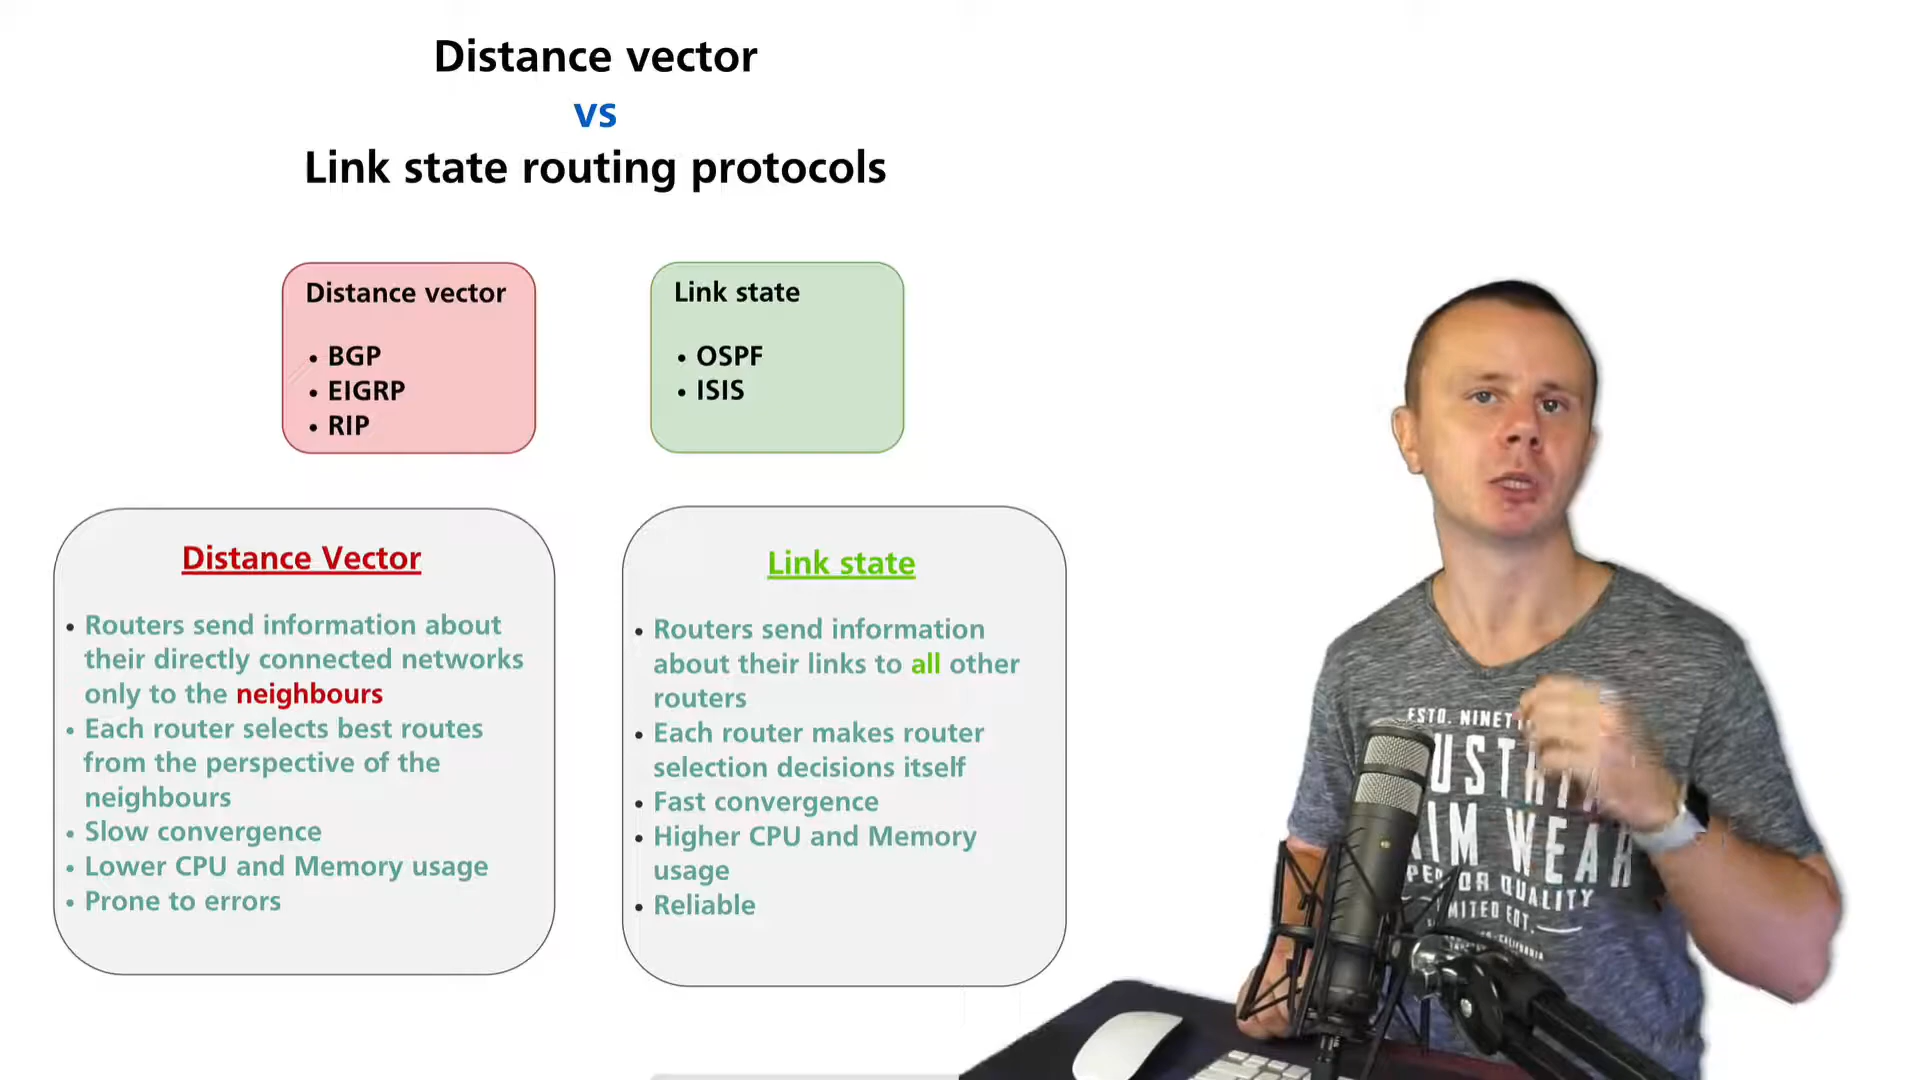 Distance vector
vs
Link state routing protocols
Distance vector
• BGP
• EIGRP
• RIP
Link state
• OSPF
• ISIS
Distance Vector
• Routers send information about
their directly connected networks
only to the neighbours
• Each router selects best routes
from the perspective of the
neighbours
• Slow convergence
• Lower CPU and Memory usage
• Prone to errors
Link state
• Routers send information
about their links to all other
routers
• Each router makes router
selection decisions itself
• Fast convergence
• Higher CPU and Memory
usage
• Reliable
ESTD. NINET
QUALITY